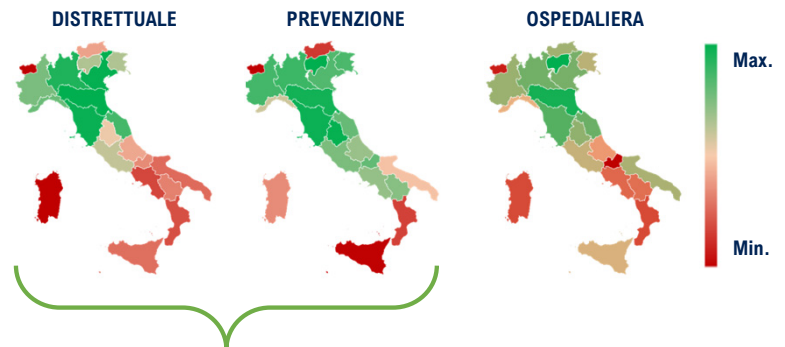 DISTRETTUALE
PREVENZIONE
OSPEDALIERA
Max.
Min.